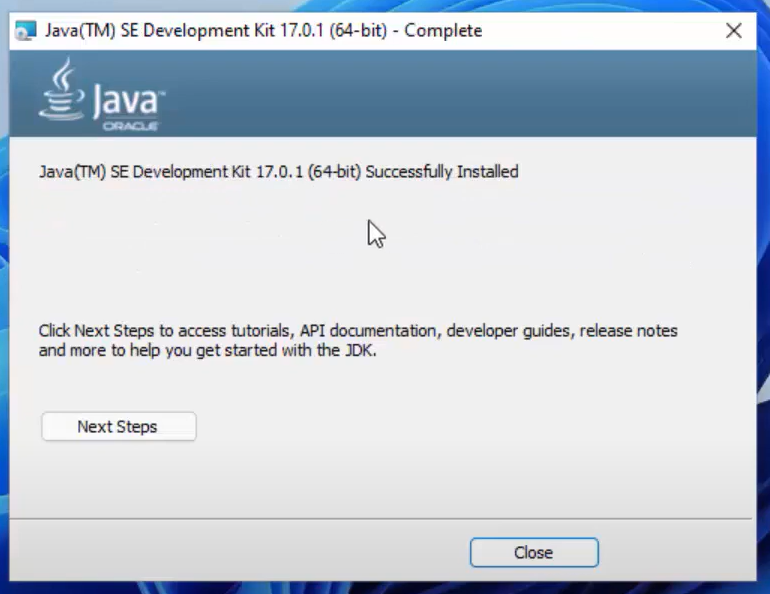 Java(TM) SE Development Kit 17.0.1 (64-bit) - Complete
Java™
ORACLE
Java(TM) SE Development Kit 17.0.1 (64-bit) Successfully Installed
Click Next Steps to access tutorials, API documentation, developer guides, release notes
and more to help you get started with the JDK.
Next Steps
Close